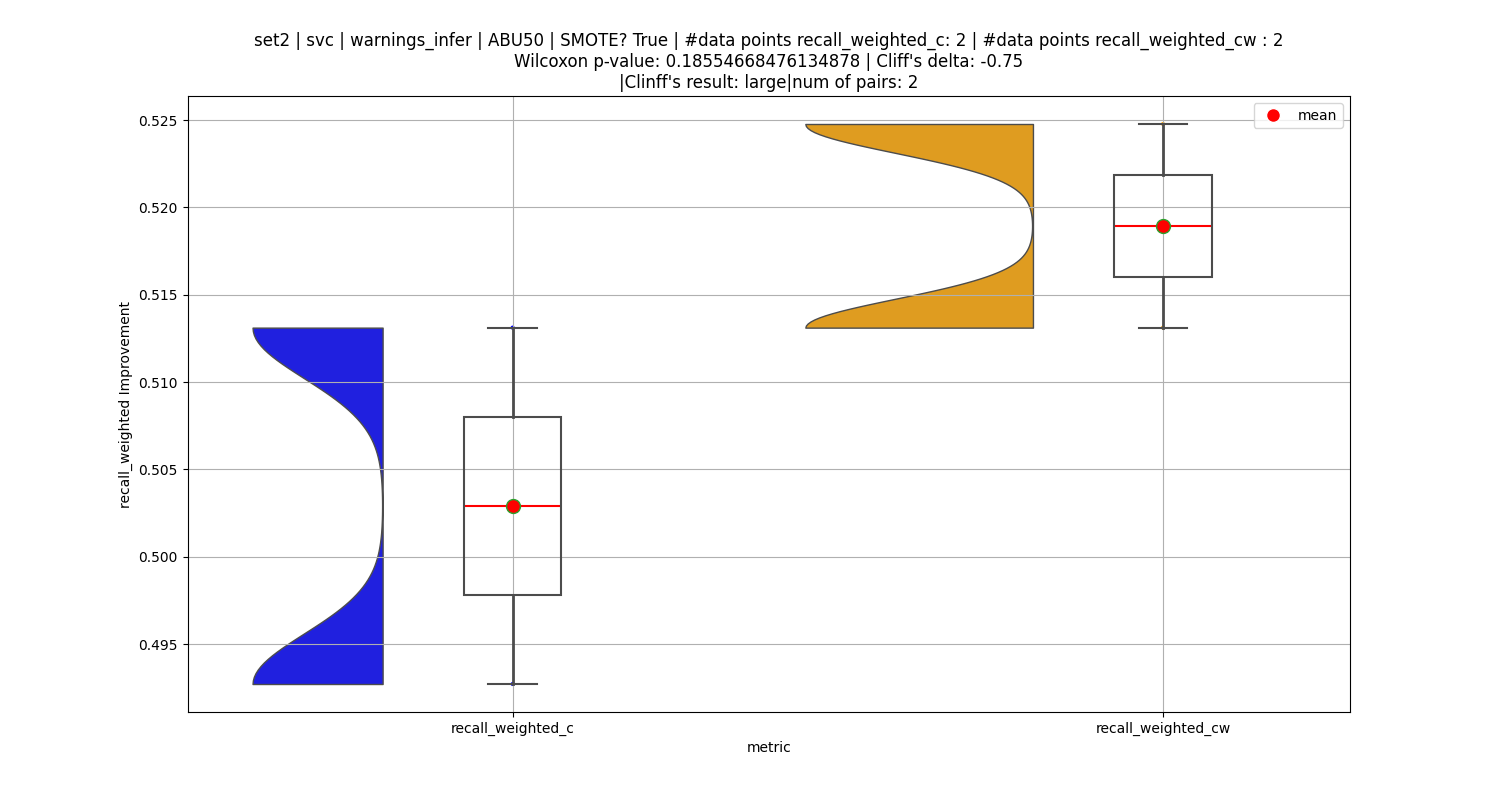 set2 | svc | warnings_infer | ABU50 | SMOTE? True | #data points recall_weighted_c: 2 | #data points recall_weighted_cw : 2
Wilcoxon p-value: 0.18554668476134878 | Cliff's delta: -0.75
|Clinff's result: large|num of pairs: 2
mean
0.525
0.520
0.515
0.510
0.505
0.500
0.495
recall_weighted Improvement
recall_weighted_c
recall_weighted_cw
metric